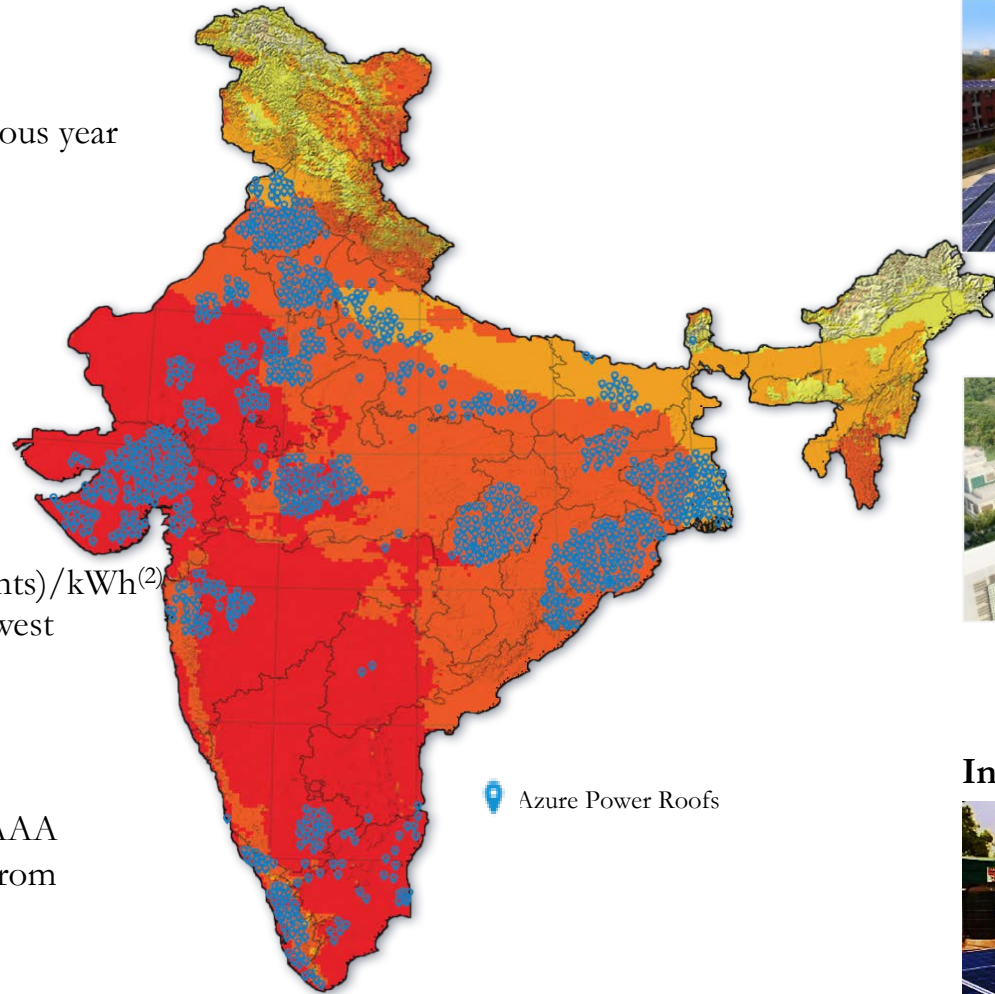 ous year
nts)/kWh(2)
west
Azure Power Roofs
In
AAA
rom